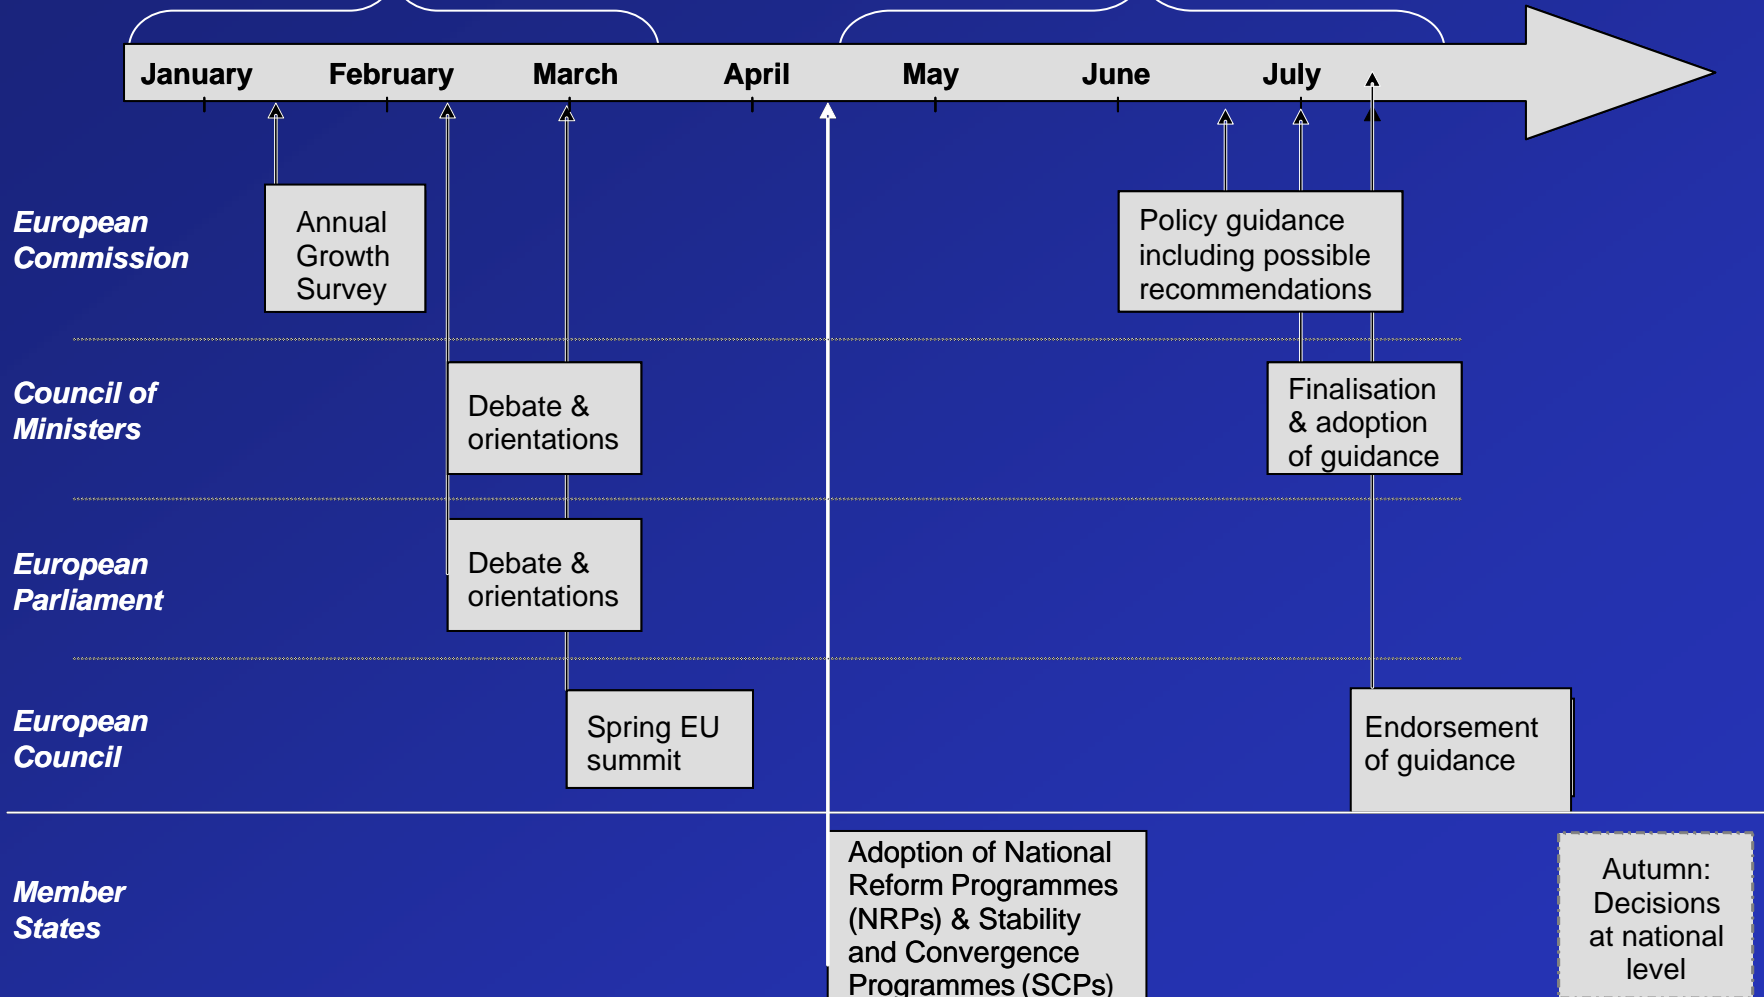 January February March April May June July
European
Commission
Annual
Growth
Survey
Policy guidance
including possible
recommendations
Council of
Ministers
Debate &
orientations
Finalisation
& adoption
of guidance
European
Parliament
Debate &
orientations
European
Council
Spring EU
summit
Endorsement
of guidance
Member
States
Adoption of National
Reform Programmes
(NRPs) & Stability
and Convergence
Programmes (SCPs)
Autumn:
Decisions
at national
level